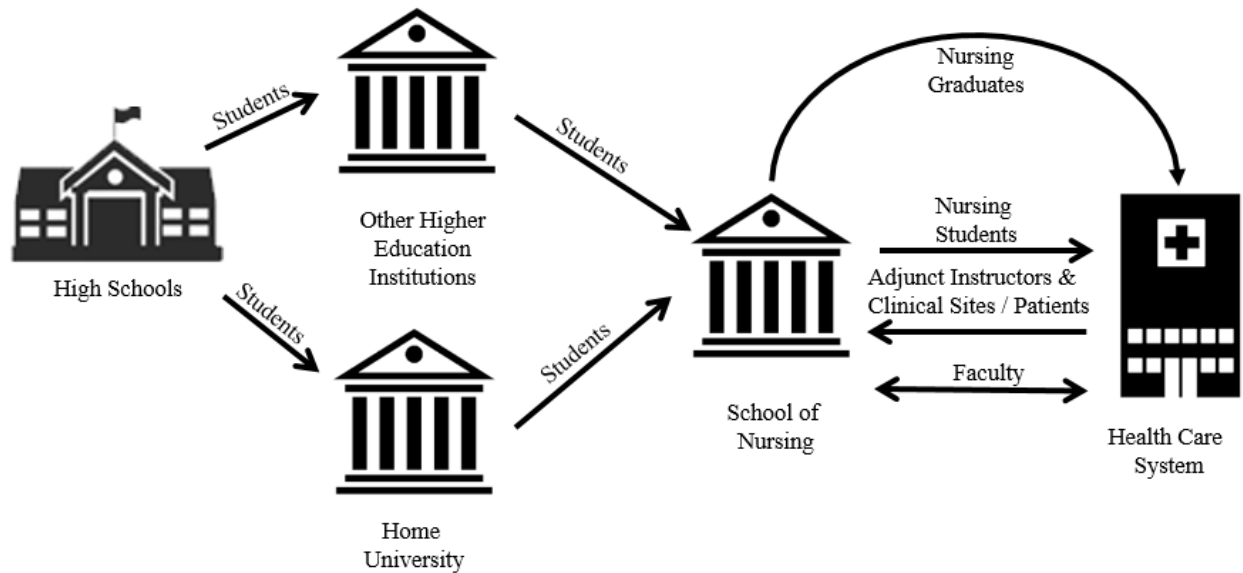 Students
Other Higher
Education
Institutions
High Schools
Students
Home
University
Students
Students
School of
Nursing
Nursing
Graduates
Nursing
Students
Adjunct Instructors &
Clinical Sites / Patients
Faculty
Health Care
System